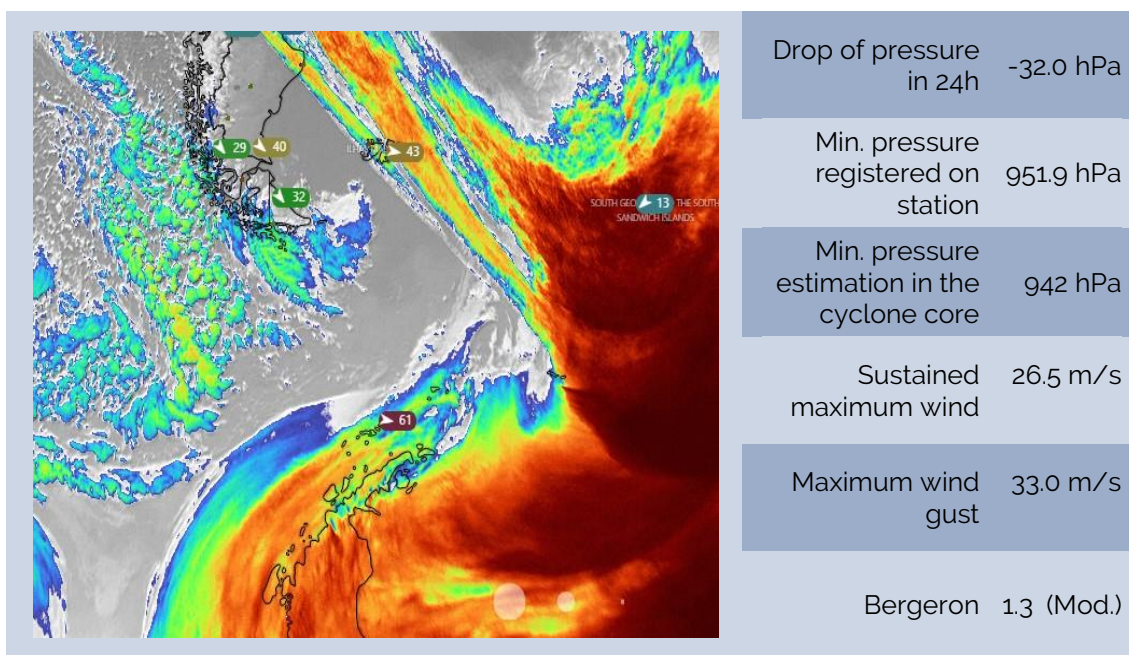 29
40
43
32
SOUTH GEO 13 THE SOUTH
SANDWICH ISLANDS
61
Drop of pressure
in 24h
-32.0 hPa
Min. pressure
registered on
station
951.9 hPa
Min. pressure
estimation in the
cyclone core
942 hPa
Sustained
maximum wind
26.5 m/s
Maximum wind
gust
33.0 m/s
Bergeron
1.3 (Mod.)